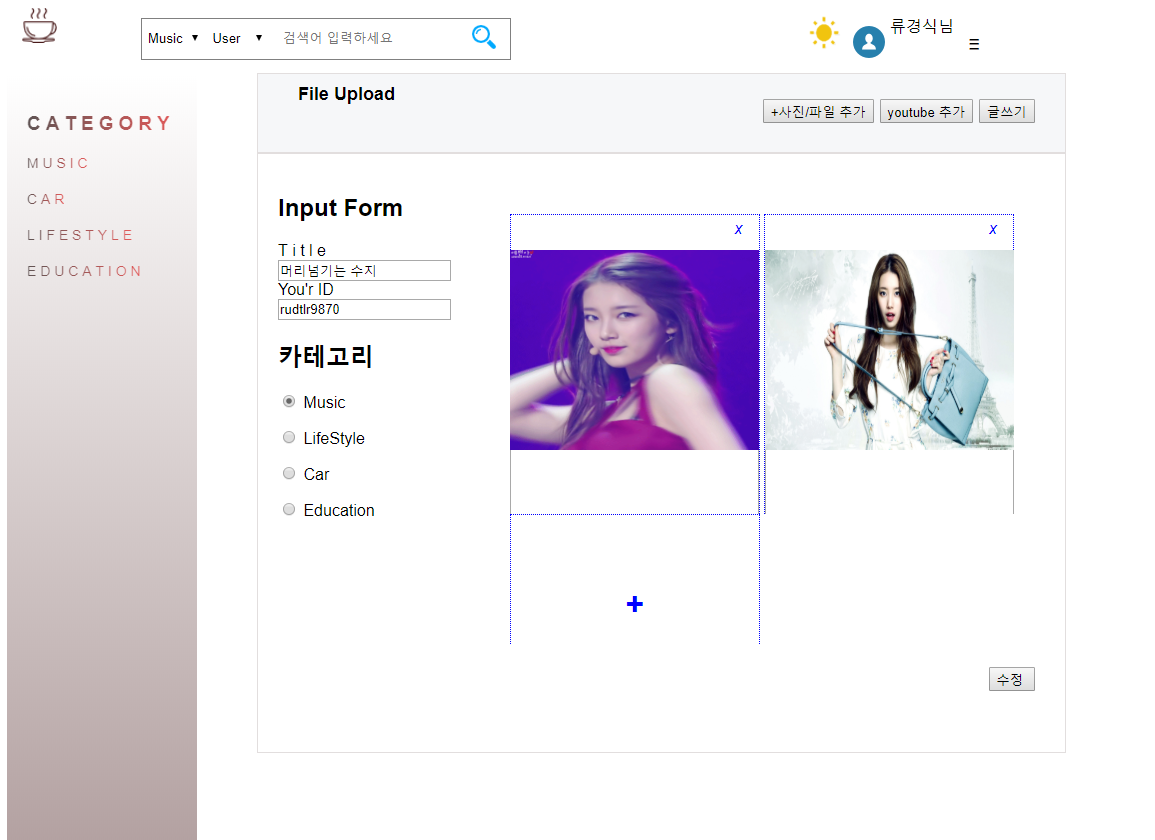 Music ▼ User ▼ 검색어 입력하세요
류경식님
☰
CATEGORY
MUSIC
CAR
LIFESTYLE
EDUCATION
File Upload
+사진/파일 추가 youtube 추가 글쓰기
Input Form
Title
머리넘기는 수지
You'r ID
rudtlr9870
카테고리
Music
LifeStyle
Car
Education
X X
+
수정